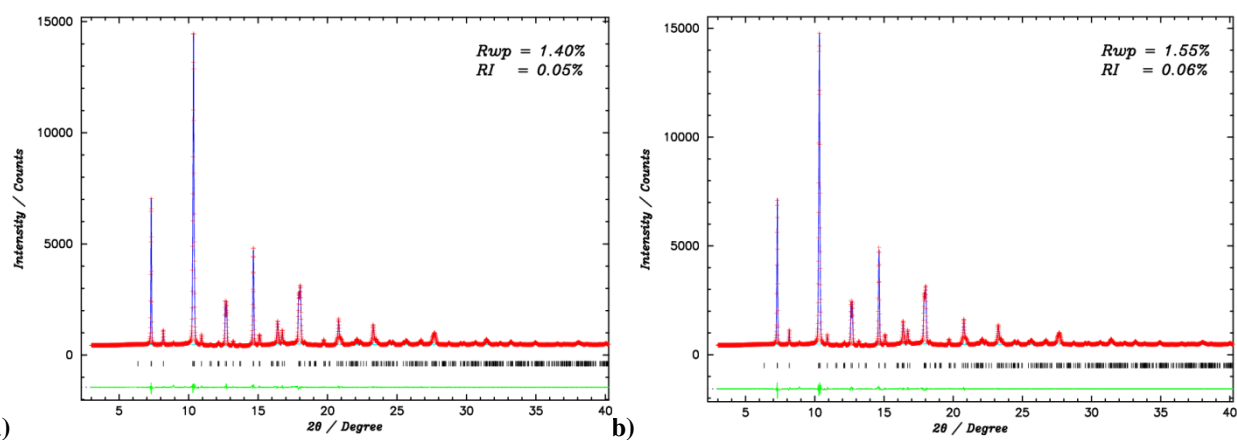 15000
10000
5000
0
Intensity / Counts
Rwp = 1.40%
RI = 0.05%
5 10 15 20 25 30 35 40
2θ / Degree
)
15000
10000
5000
0
Intensity / Counts
Rwp = 1.55%
RI = 0.06%
5 10 15 20 25 30 35 40
2θ / Degree
b)